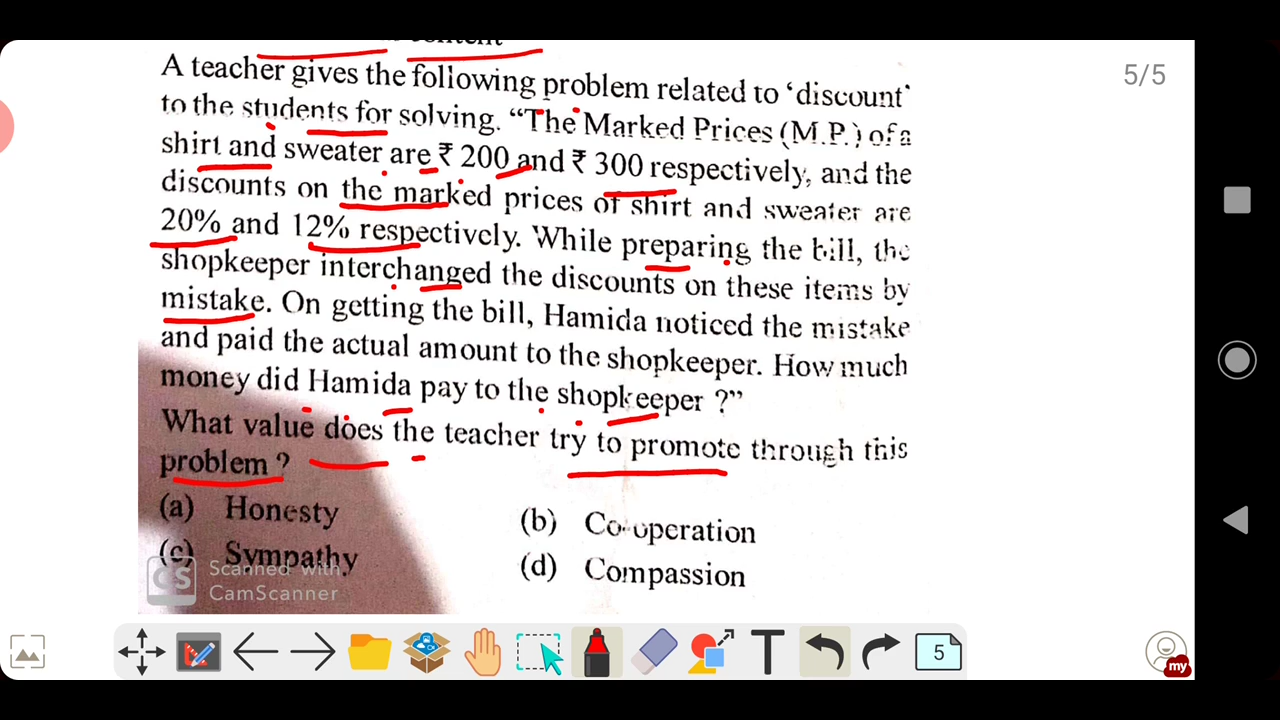 content
5/5
A teacher gives the following problem related to ‘discount’
to the students for solving. “The Marked Prices (M.P.) of a
shirt and sweater are ₹ 200 and ₹ 300 respectively, and the
discounts on the marked prices of shirt and sweater are
20% and 12% respectively. While preparing the bill, the
shopkeeper interchanged the discounts on these items by
mistake. On getting the bill, Hamida noticed the mistake
and paid the actual amount to the shopkeeper. How much
money did Hamida pay to the shopkeeper ?”
What value does the teacher try to promote through this
problem ?
(a) Honesty
(b) Co-operation
(c) Sympathy
(d) Compassion
CS Scanned with
CamScanner
T
5
my